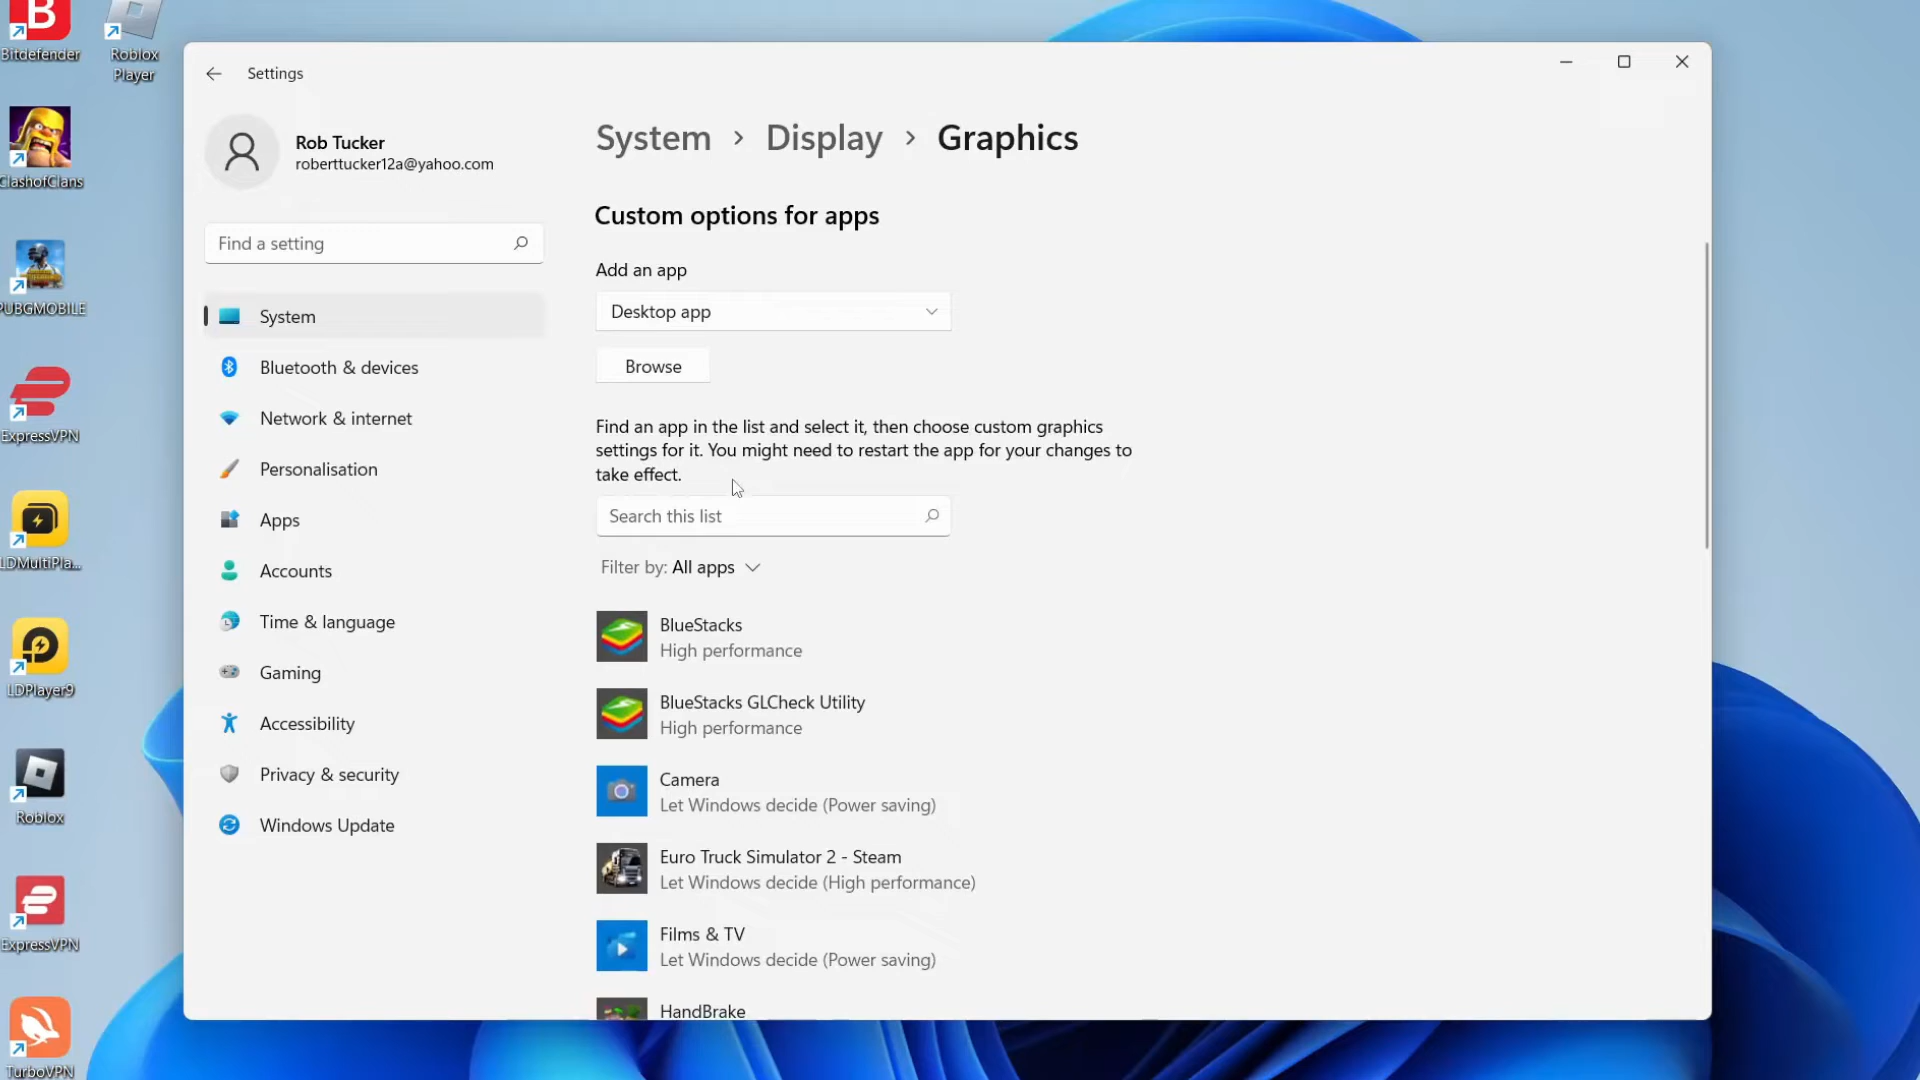 Bitdefender
Roblox
Player
ClashofClans
PUBGMOBILE
ExpressVPN
LDMultiPla...
LDPlayer9
Roblox
ExpressVPN
TurboVPN
Settings
Rob Tucker
roberttucker12a@yahoo.com
Find a setting
System
Bluetooth & devices
Network & internet
Personalisation
Apps
Accounts
Time & language
Gaming
Accessibility
Privacy & security
Windows Update
System > Display > Graphics
Custom options for apps
Add an app
Desktop app
Browse
Find an app in the list and select it, then choose custom graphics
settings for it. You might need to restart the app for your changes to
take effect.
Search this list
Filter by: All apps
BlueStacks
High performance
BlueStacks GLCheck Utility
High performance
Camera
Let Windows decide (Power saving)
Euro Truck Simulator 2 - Steam
Let Windows decide (High performance)
Films & TV
Let Windows decide (Power saving)
HandBrake